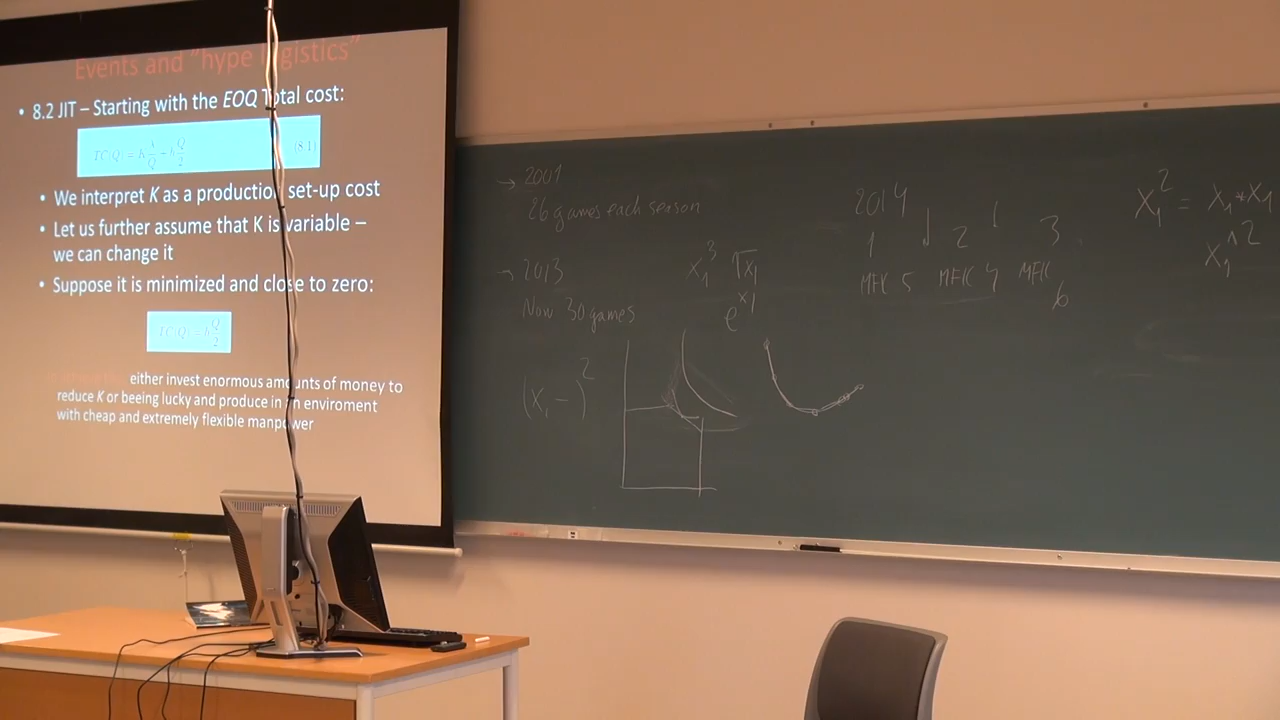 Events and "hype logistics"
• 8.2 JIT – Starting with the EOQ Total cost:
(8.1)
• We interpret K as a production set-up cost
• Let us further assume that K is variable –
we can change it
• Suppose it is minimized and close to zero:
TC(Q) = h Q/2
either invest enormous amounts of money to
reduce K or beeing lucky and produce in an enviroment
with cheap and extremely flexible manpower
→ 2001
26 games each season
→ 2013
Now 30 games
(x₁ – )²
x₁³ √x₁
e^x₁
2014
1 2 3
MFK 5 MFK 4 MFK
6
x₁² = x₁*x₁
x₁^2